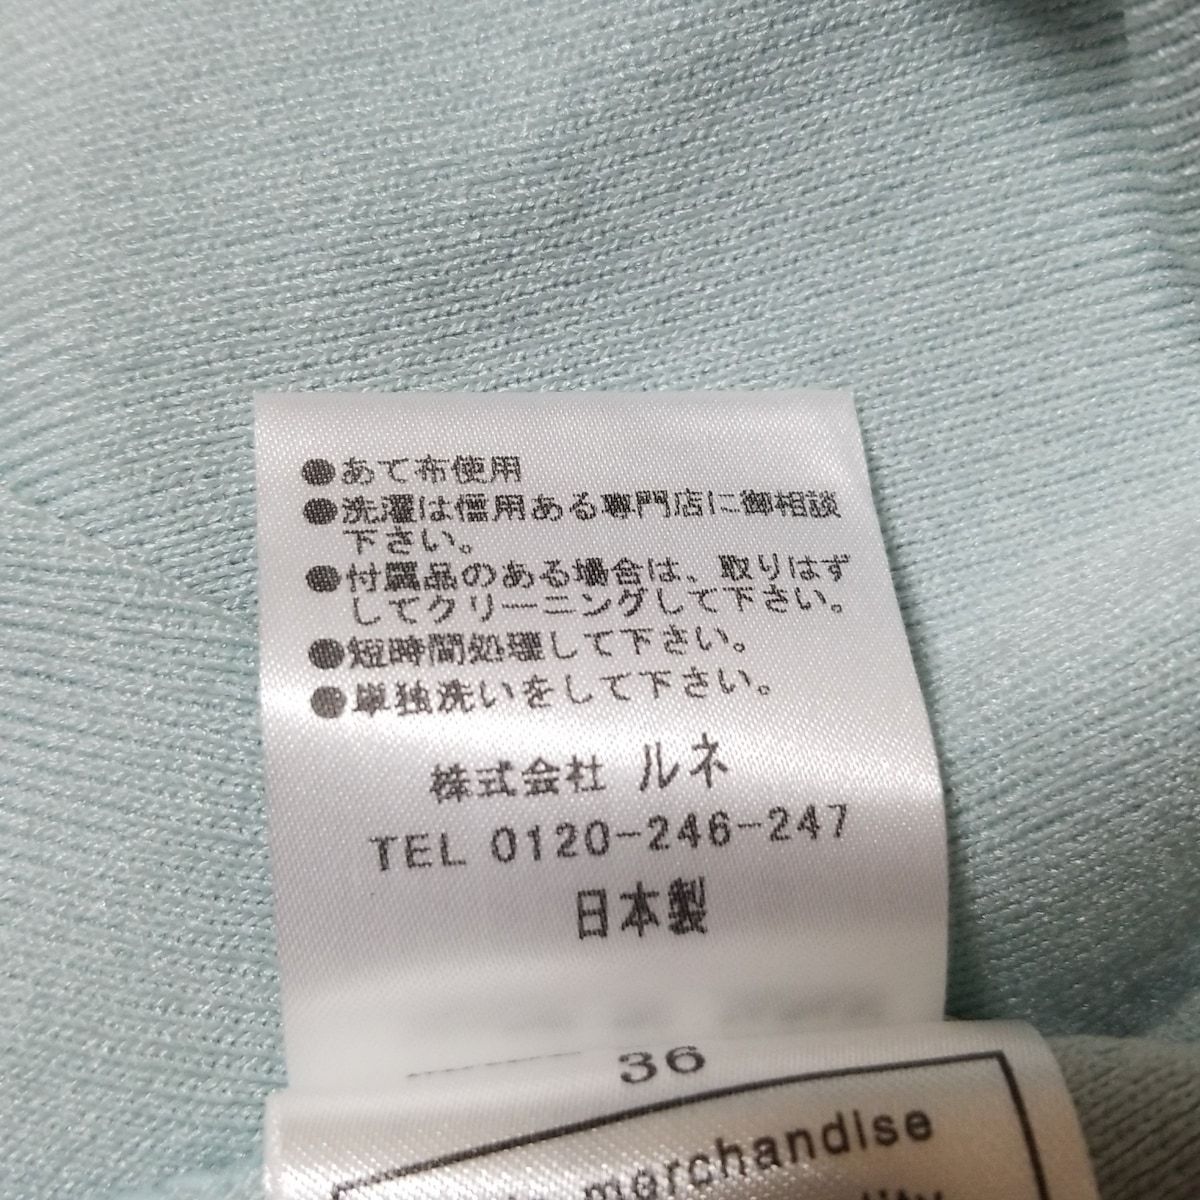 ●あて布使用
●洗濯は信用ある専門店に御相談
下さい。
●付属品のある場合は、取りはず
してクリーニングして下さい。
●短時間処理して下さい。
●単独洗いをして下さい。
株式会社 ルネ
TEL 0120-246-247
日本製
36
merchandise